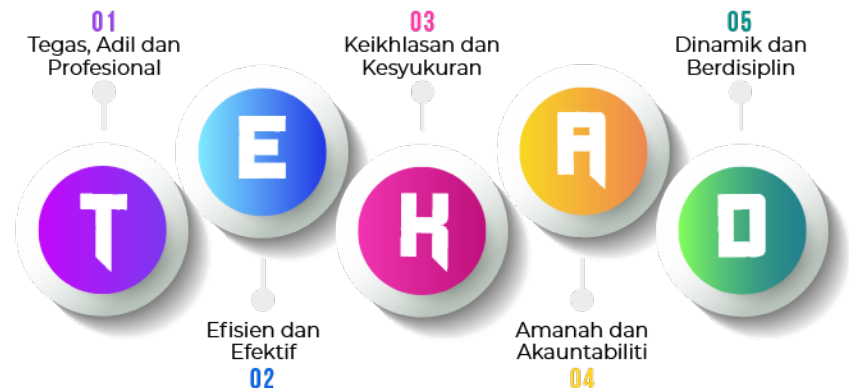 01
Tegas, Adil dan
Profesional
03
Keikhlasan dan
Kesyukuran
05
Dinamik dan
Berdisiplin
T
E
K
A
D
Efisien dan
Efektif
02
Amanah dan
Akauntabiliti
04